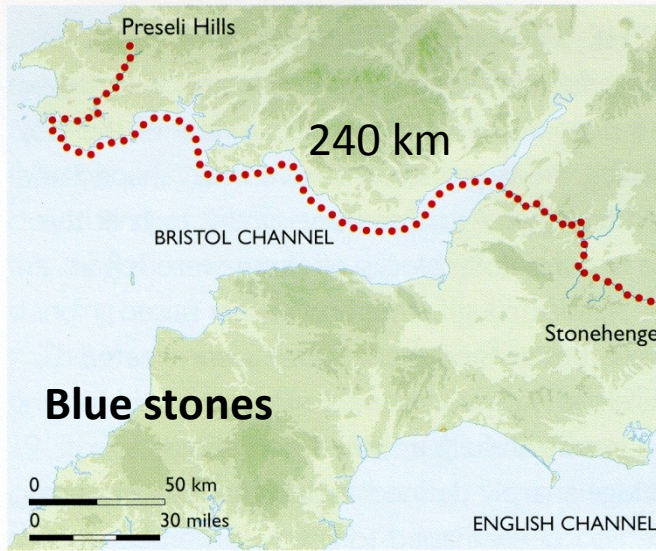 Preseli Hills
240 km
BRISTOL CHANNEL
Stonehenge
Blue stones
0 50 km
0 30 miles
ENGLISH CHANNEL